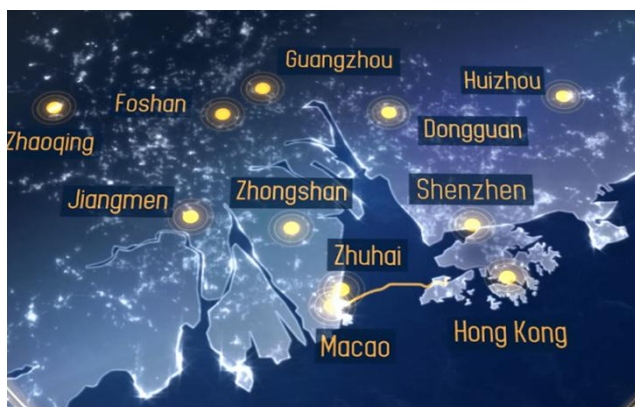 Guangzhou
Huizhou
Foshan
Dongguan
Zhaoqing
Jiangmen
Zhongshan
Shenzhen
Zhuhai
Hong Kong
Macao